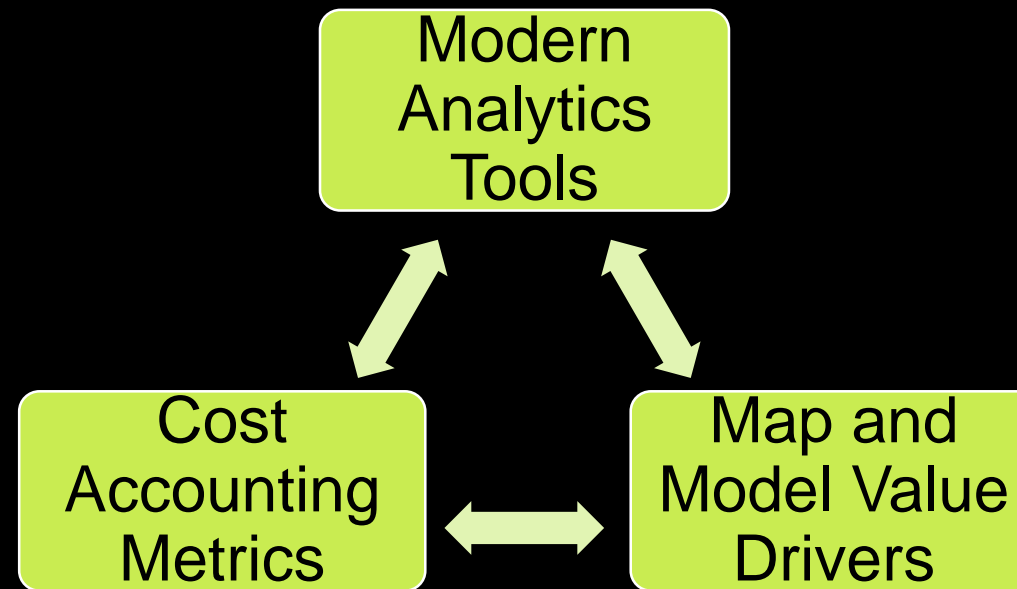 Modern
Analytics
Tools
Cost
Accounting
Metrics
Map and
Model Value
Drivers